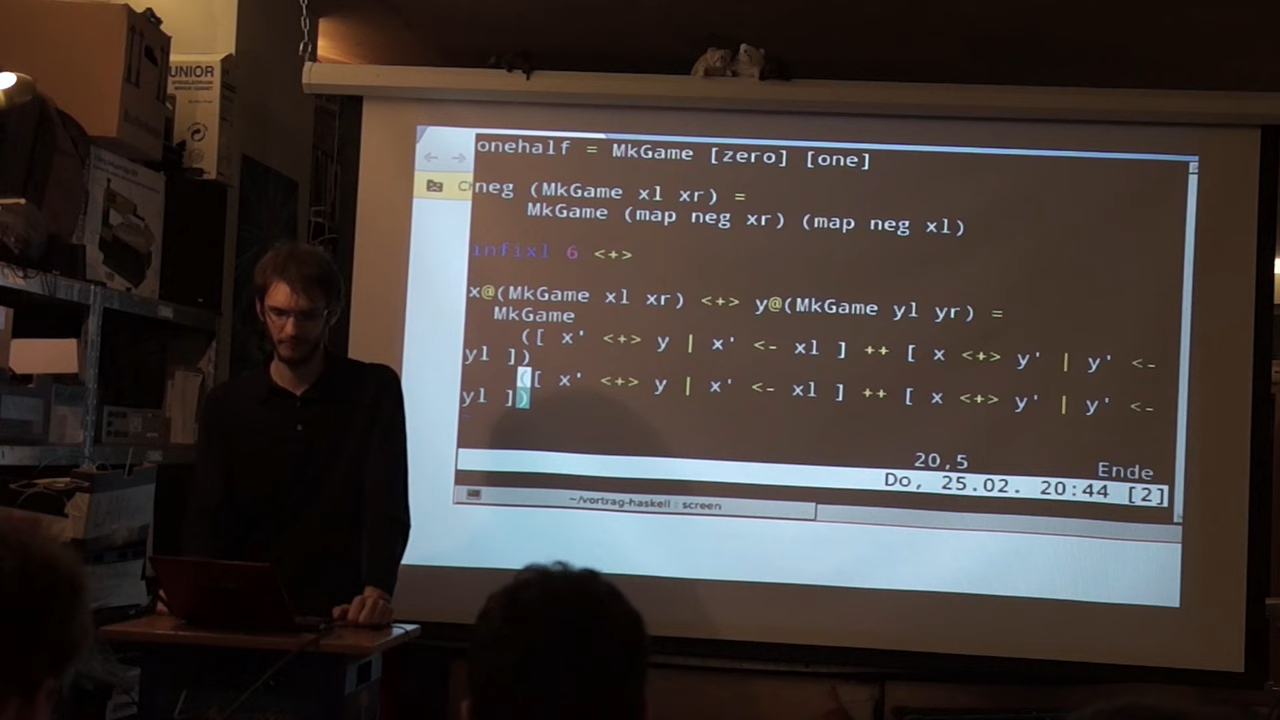 UNIOR
onehalf = MkGame [zero] [one]
neg (MkGame xl xr) =
MkGame (map neg xr) (map neg xl)
infixl 6 <+>
x@(MkGame xl xr) <+> y@(MkGame yl yr) =
MkGame
([ x' <+> y | x' <- xl ] ++ [ x <+> y' | y' <-
yl ])
([ x' <+> y | x' <- xl ] ++ [ x <+> y' | y' <-
yl ])
20,5 Ende
Do, 25.02. 20:44 [2]
~/vortrag-haskell : screen